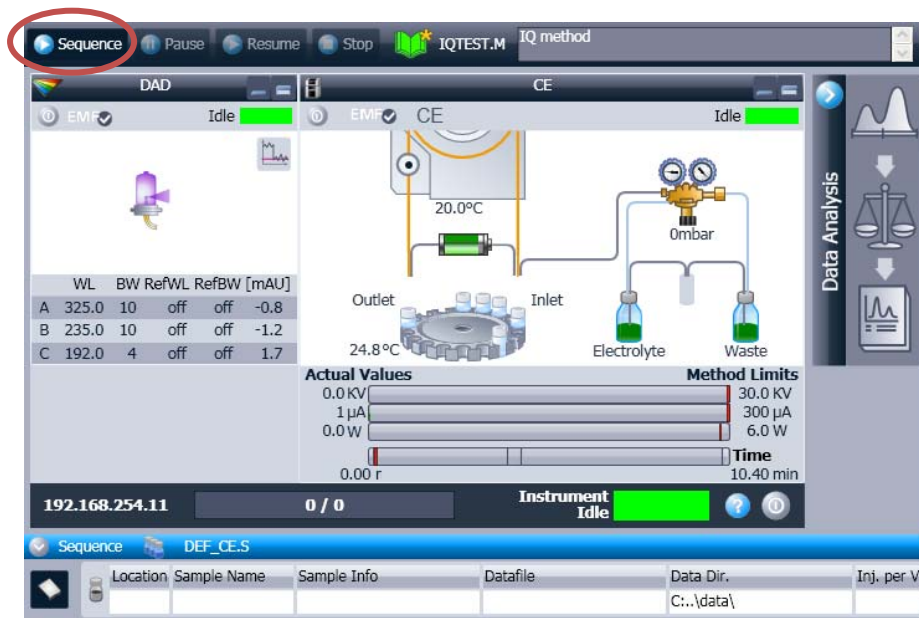 Sequence Pause Resume Stop IQTEST.M IQ method
DAD
EMF Idle
WL BW RefWL RefBW [mAU]
A 325.0 10 off off -0.8
B 235.0 10 off off -1.2
C 192.0 4 off off 1.7
CE
EMF CE Idle
20.0ºC
0mbar
Outlet Inlet
24.8ºC Electrolyte Waste
Actual Values Method Limits
0.0 KV 30.0 KV
1 µA 300 µA
0.0 W 6.0 W
Time
0.00 r 10.40 min
Data Analysis
192.168.254.11 0 / 0 Instrument
Idle
Sequence DEF_CE.S
Location Sample Name Sample Info Datafile Data Dir. Inj. per V
C:..\data\